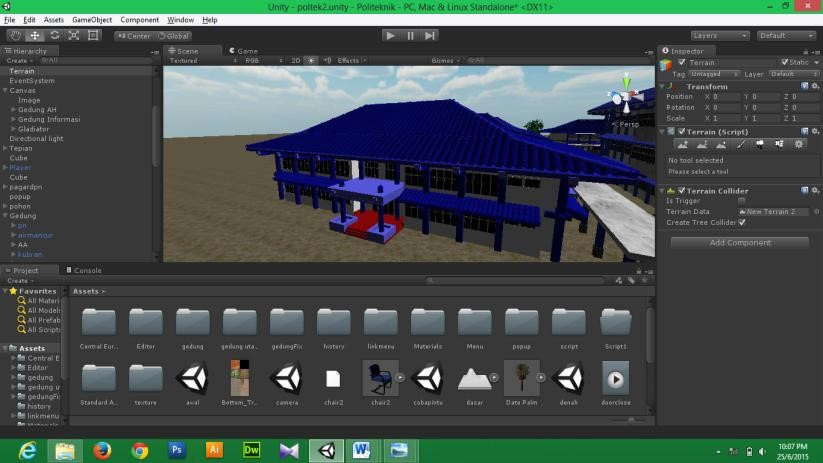 Unity - poltek2.unity - Politeknik - PC, Mac & Linux Standalone* <DX11>
File Edit Assets GameObject Component Window Help
Center Global Layers Default
Hierarchy
Create All
Terrain
EventSystem
Canvas
Image
Gedung AH
Gedung Informasi
Gladiator
Directional light
Tepian
Cube
Player
Cube
pagardpn
popup
pohon
Gedung
pn
airmancur
AA
kubran
Scene Game
Textured RGB 2D Effects Gizmos All
y
x
z
Persp
Inspector
Terrain Static
Tag Untagged Layer Default
Transform
Position X 0 Y 0 Z 0
Rotation X 0 Y 0 Z 0
Scale X 1 Y 1 Z 1
Terrain (Script)
No tool selected
Please select a tool
Terrain Collider
Is Trigger
Terrain Data New Terrain 2
Create Tree Collider
Add Component
Project Console
Create
Favorites
All Materi
All Models
All Prefab
All Scripts
Assets
Central E
Editor
gedung
gedung u
gedungFi
history
linkmenu
Materials
Assets >
Central Eur... Editor gedung gedung uta... gedungFix history linkmenu Materials Menu popup script Script1
Standard A... texture aval Bottom_Tr... camera chair2 chair2 cobapintu dasar Date Palm denah doorclose
Ps Ai Dw W
10:07 PM
25/6/2015